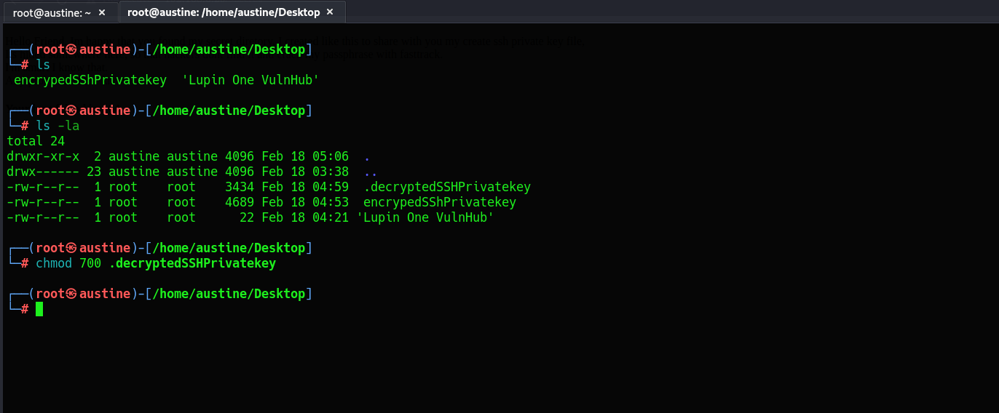 root@austine: ~ ×
root@austine: /home/austine/Desktop ×
┌──(root㉿austine)-[/home/austine/Desktop]
└─# ls
encrypedSShPrivatekey 'Lupin One VulnHub'
┌──(root㉿austine)-[/home/austine/Desktop]
└─# ls -la
total 24
drwxr-xr-x 2 austine austine 4096 Feb 18 05:06 .
drwx------ 23 austine austine 4096 Feb 18 03:38 ..
-rw-r--r-- 1 root root 3434 Feb 18 04:59 .decryptedSSHPrivatekey
-rw-r--r-- 1 root root 4689 Feb 18 04:53 encrypedSShPrivatekey
-rw-r--r-- 1 root root 22 Feb 18 04:21 'Lupin One VulnHub'
┌──(root㉿austine)-[/home/austine/Desktop]
└─# chmod 700 .decryptedSSHPrivatekey
┌──(root㉿austine)-[/home/austine/Desktop]
└─#